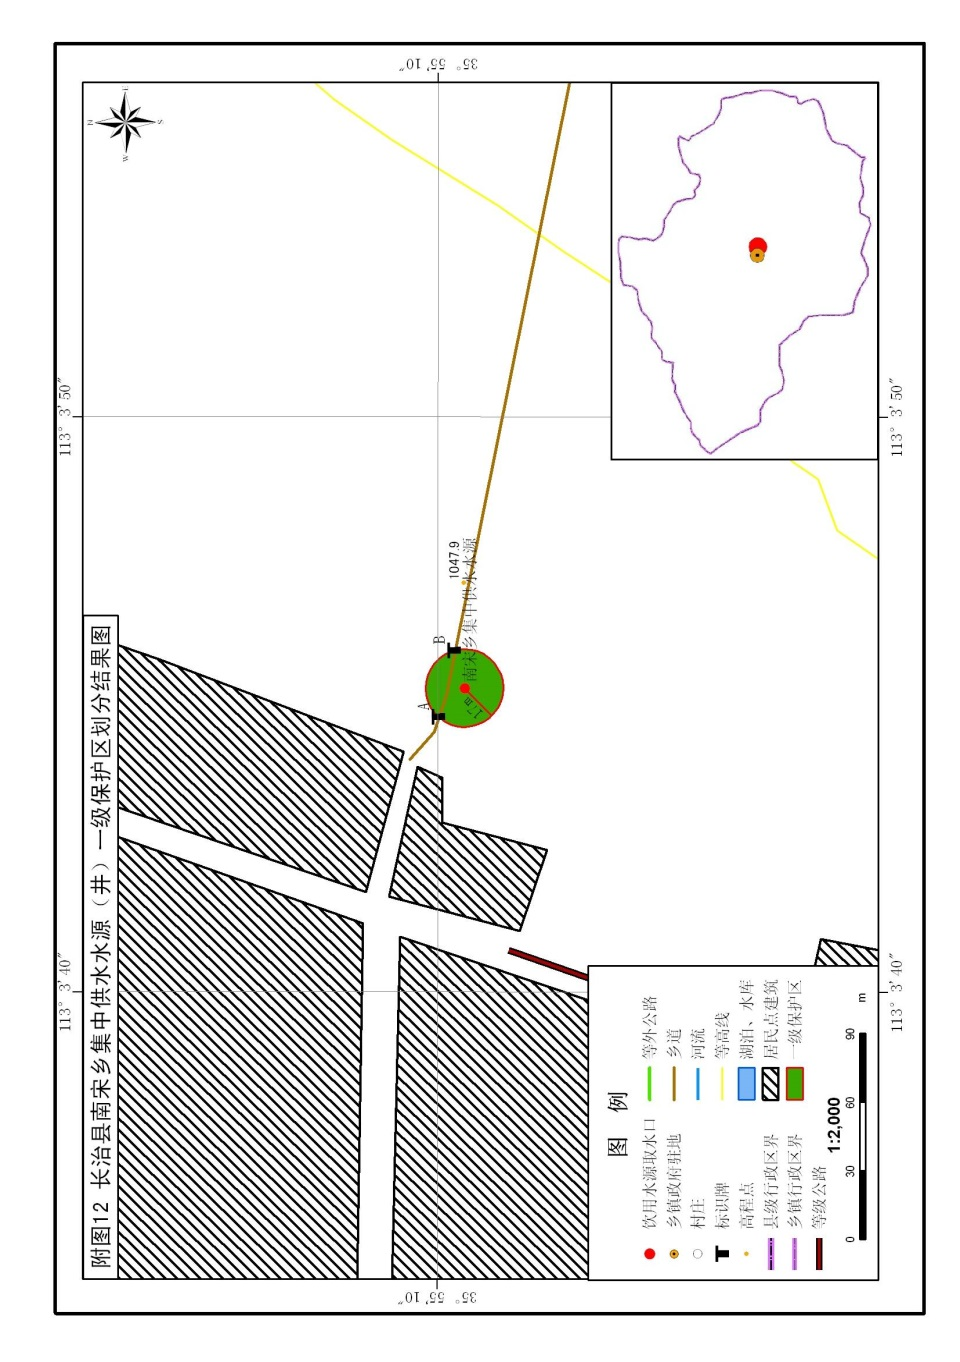 附图12 长治县南宋乡集中供水水源（井）一级保护区划分结果图
113° 3′ 40″
113° 3′ 50″
35° 55′ 10″
35° 55′ 10″
113° 3′ 40″
113° 3′ 50″
N
E
S
W
A
B
1047.9
南宋乡集中供水水源
17m
图 例
饮用水源取水口
乡镇政府驻地
村庄
标识牌
高程点
县级行政区界
乡镇行政区界
等级公路
等外公路
乡道
河流
等高线
湖泊、水库
居民点建筑
一级保护区
1:2,000
0 30 60 90 m